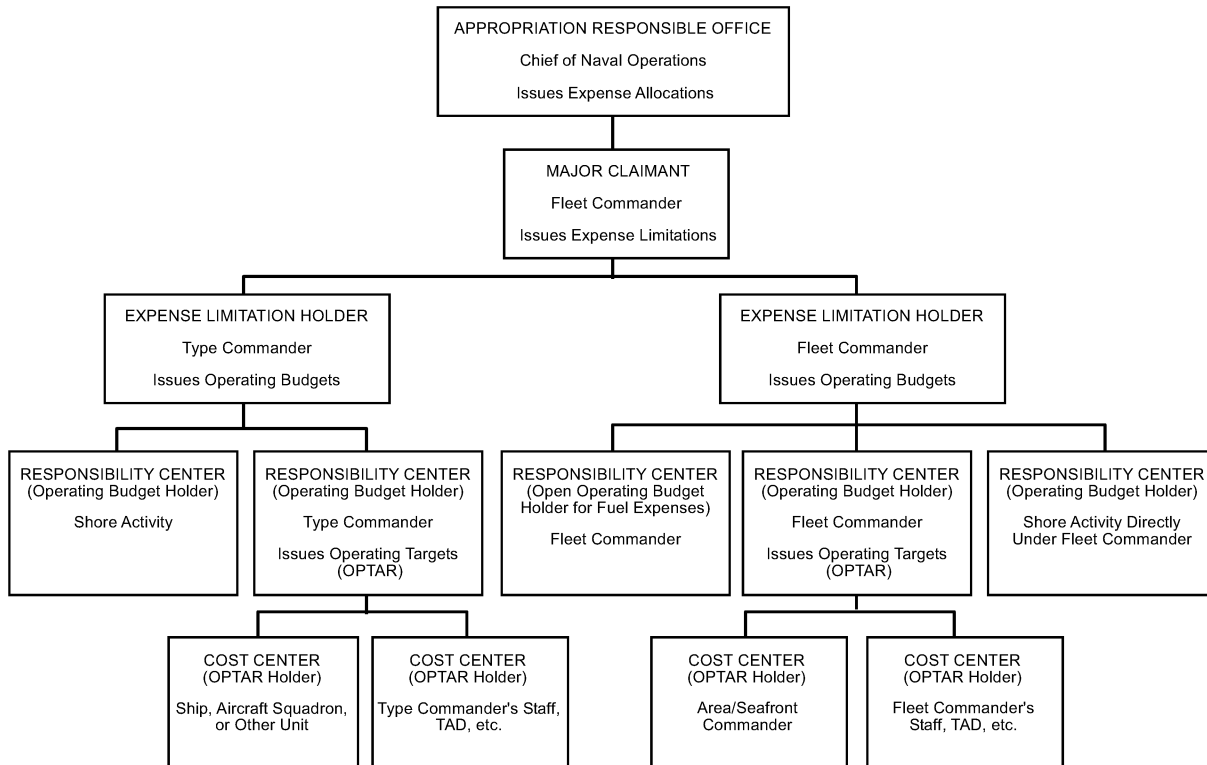 APPROPRIATION RESPONSIBLE OFFICE
Chief of Naval Operations
Issues Expense Allocations
MAJOR CLAIMANT
Fleet Commander
Issues Expense Limitations
EXPENSE LIMITATION HOLDER
Type Commander
Issues Operating Budgets
EXPENSE LIMITATION HOLDER
Fleet Commander
Issues Operating Budgets
RESPONSIBILITY CENTER
(Operating Budget Holder)
Shore Activity
RESPONSIBILITY CENTER
(Operating Budget Holder)
Type Commander
Issues Operating Targets
(OPTAR)
RESPONSIBILITY CENTER
(Open Operating Budget
Holder for Fuel Expenses)
Fleet Commander
RESPONSIBILITY CENTER
(Operating Budget Holder)
Fleet Commander
Issues Operating Targets
(OPTAR)
RESPONSIBILITY CENTER
(Operating Budget Holder)
Shore Activity Directly
Under Fleet Commander
COST CENTER
(OPTAR Holder)
Ship, Aircraft Squadron,
or Other Unit
COST CENTER
(OPTAR Holder)
Type Commander's Staff,
TAD, etc.
COST CENTER
(OPTAR Holder)
Area/Seafront
Commander
COST CENTER
(OPTAR Holder)
Fleet Commander's
Staff, TAD, etc.